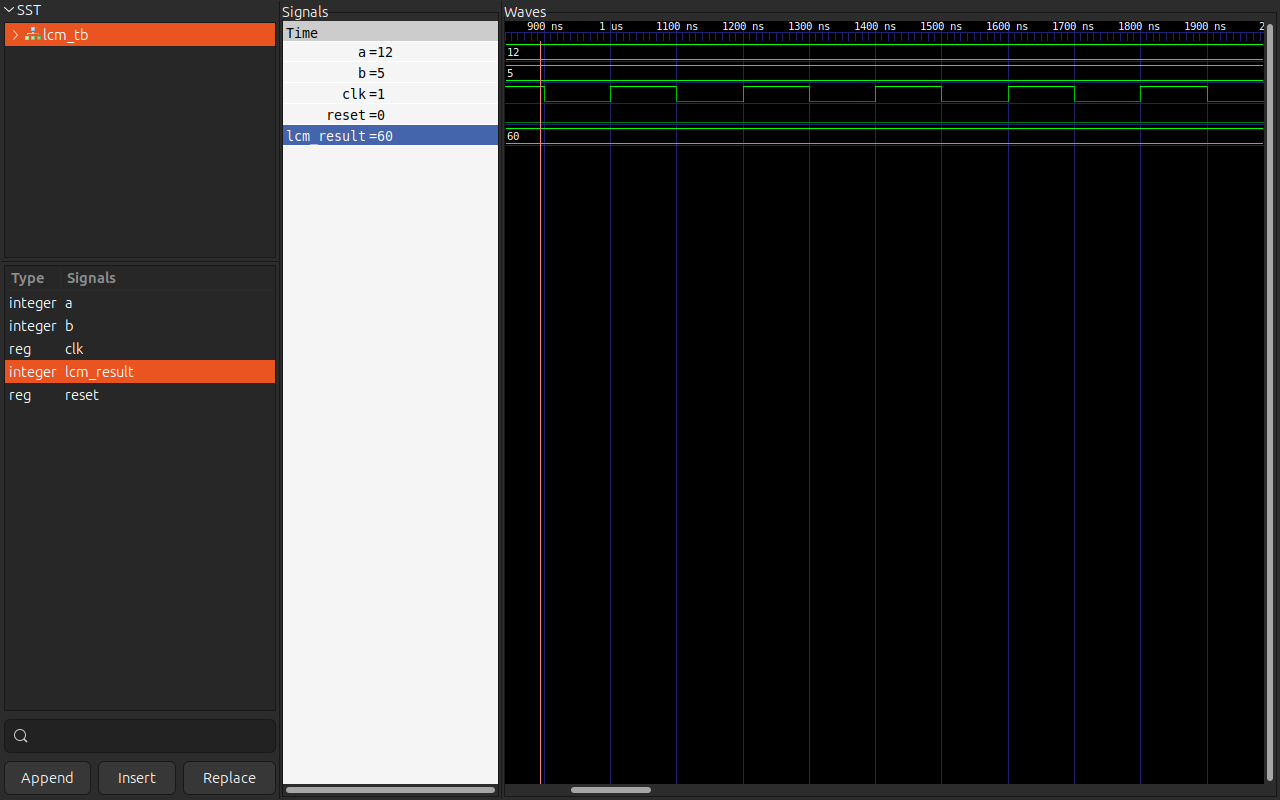 SST
lcm_tb
Type Signals
integer a
integer b
reg clk
integer lcm_result
reg reset
Append Insert Replace
Signals
Time
a=12
b=5
clk=1
reset=0
lcm_result=60
Waves
900 ns 1 us 1100 ns 1200 ns 1300 ns 1400 ns 1500 ns 1600 ns 1700 ns 1800 ns 1900 ns
12
5
60